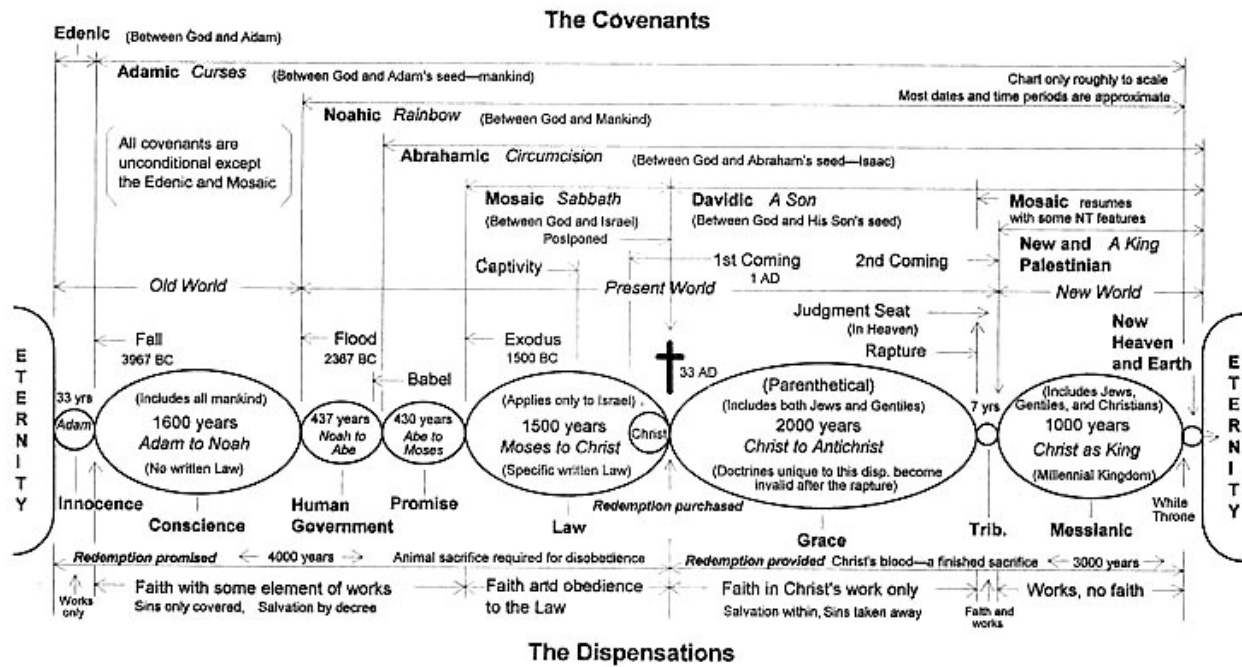 The Covenants
Edenic (Between God and Adam)
Adamic Curses (Between God and Adam's seed—mankind)
Chart only roughly to scale
Most dates and time periods are approximate
Noahic Rainbow (Between God and Mankind)
All covenants are
unconditional except
the Edenic and Mosaic
Abrahamic Circumcision (Between God and Abraham's seed—Isaac)
Mosaic Sabbath
(Between God and Israel)
Postponed
Davidic A Son
(Between God and His Son's seed)
Mosaic resumes
with some NT features
New and A King
Palestinian
Captivity
1st Coming
1 AD
2nd Coming
Old World
Present World
New World
Judgment Seat
(In Heaven)
Rapture
New
Heaven
and Earth
Fall
3967 BC
Flood
2367 BC
Babel
Exodus
1500 BC
33 AD
ETERNITY
33 yrs
Adam
(Includes all mankind)
1600 years
Adam to Noah
(No written Law)
437 years
Noah to
Abe
430 years
Abe to
Moses
(Applies only to Israel)
1500 years
Moses to Christ
(Specific written Law)
Christ
(Parenthetical)
(Includes both Jews and Gentiles)
2000 years
Christ to Antichrist
(Doctrines unique to this disp. become
invalid after the rapture)
7 yrs
(Includes Jews,
Gentiles, and Christians)
1000 years
Christ as King
(Millennial Kingdom)
ETERNITY
Innocence
Conscience
Human
Government
Promise
Law
Redemption purchased
Grace
Trib.
Messianic
White
Throne
Redemption promised
4000 years
Animal sacrifice required for disobedience
Redemption provided Christ's blood—a finished sacrifice
3000 years
Works
only
Faith with some element of works
Sins only covered, Salvation by decree
Faith and obedience
to the Law
Faith in Christ's work only
Salvation within, Sins taken away
Faith and
works
Works, no faith
The Dispensations